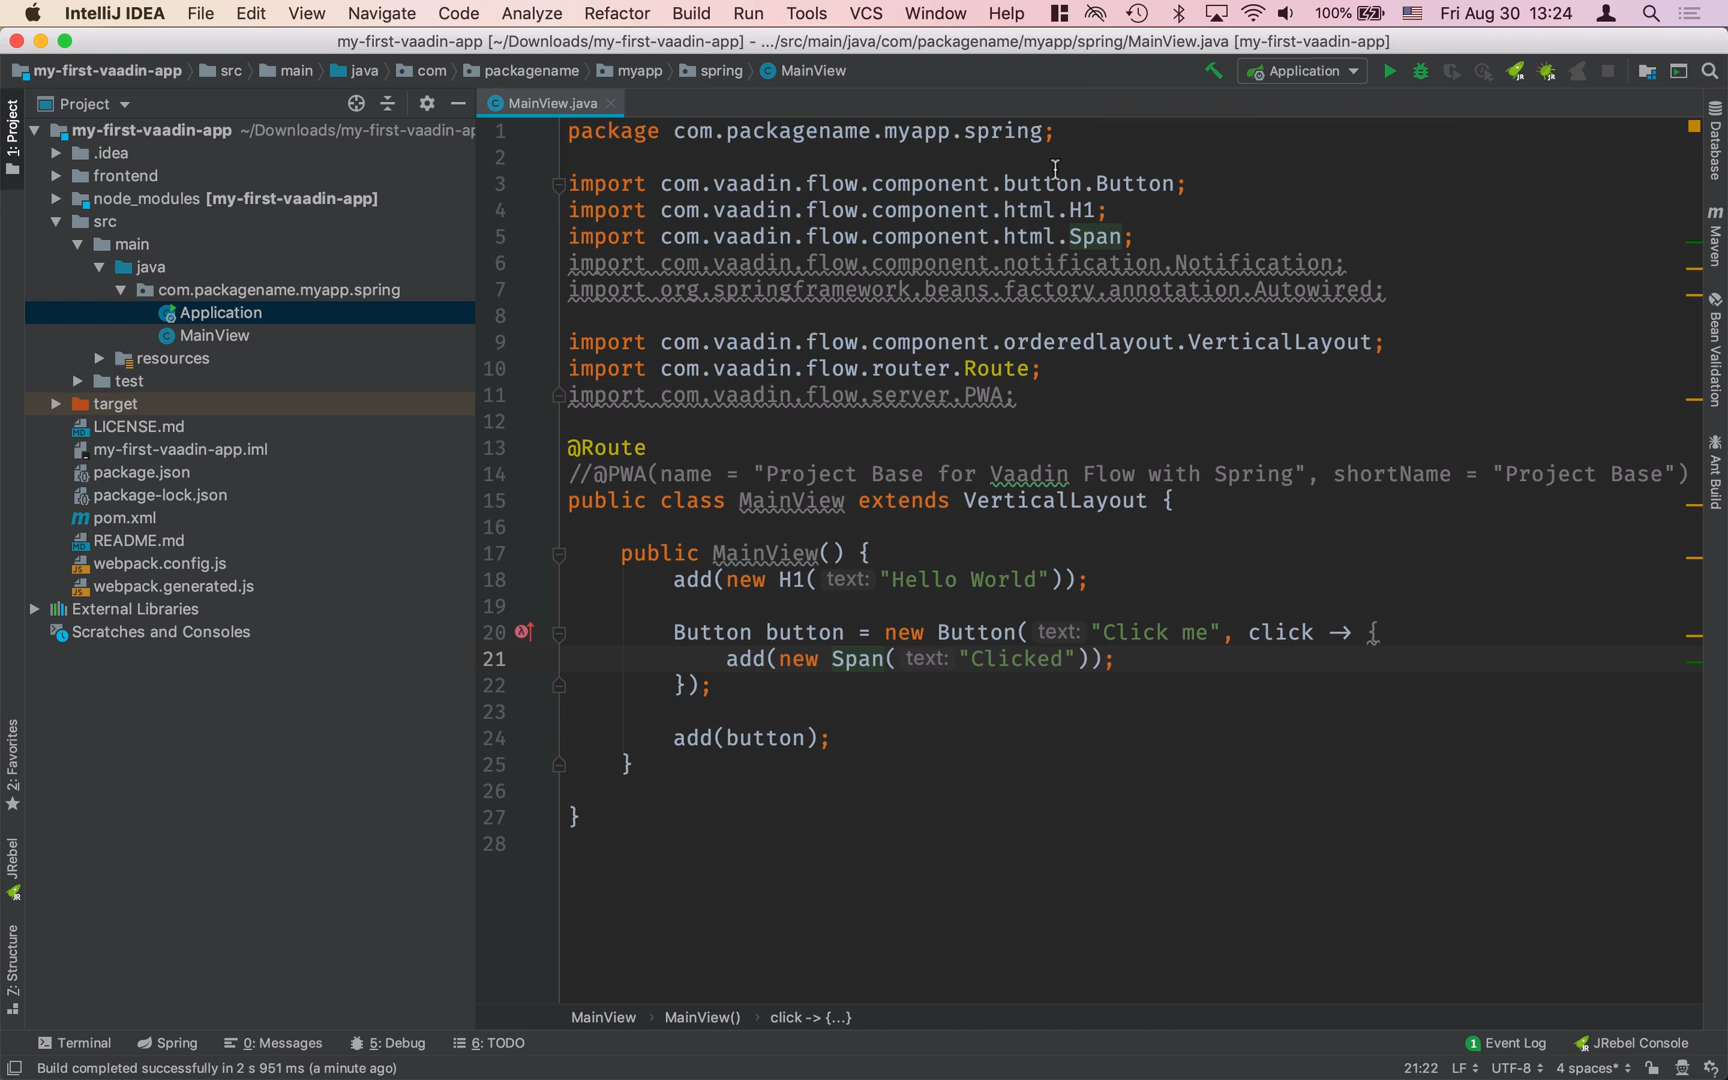 IntelliJ IDEA File Edit View Navigate Code Analyze Refactor Build Run Tools VCS Window Help 100% Fri Aug 30 13:24
my-first-vaadin-app [~/Downloads/my-first-vaadin-app] - .../src/main/java/com/packagename/myapp/spring/MainView.java [my-first-vaadin-app]
my-first-vaadin-app src main java com packagename myapp spring MainView Application
Project MainView.java
my-first-vaadin-app ~/Downloads/my-first-vaadin-ap
.idea
frontend
node_modules [my-first-vaadin-app]
src
main
java
com.packagename.myapp.spring
Application
MainView
resources
test
target
LICENSE.md
my-first-vaadin-app.iml
package.json
package-lock.json
pom.xml
README.md
webpack.config.js
webpack.generated.js
External Libraries
Scratches and Consoles
1: Project
2: Favorites
JRebel
Z: Structure
1 package com.packagename.myapp.spring;
2
3 import com.vaadin.flow.component.button.Button;
4 import com.vaadin.flow.component.html.H1;
5 import com.vaadin.flow.component.html.Span;
6 import com.vaadin.flow.component.notification.Notification;
7 import org.springframework.beans.factory.annotation.Autowired;
8
9 import com.vaadin.flow.component.orderedlayout.VerticalLayout;
10 import com.vaadin.flow.router.Route;
11 import com.vaadin.flow.server.PWA;
12
13 @Route
14 //@PWA(name = "Project Base for Vaadin Flow with Spring", shortName = "Project Base")
15 public class MainView extends VerticalLayout {
16
17 public MainView() {
18 add(new H1( text: "Hello World"));
19
20 Button button = new Button( text: "Click me", click → {
21 add(new Span( text: "Clicked"));
22 });
23
24 add(button);
25 }
26
27 }
28
Database
m Maven
Bean Validation
Ant Build
MainView MainView() click -> {...}
Terminal Spring 0: Messages 5: Debug 6: TODO 1 Event Log JRebel Console
Build completed successfully in 2 s 951 ms (a minute ago) 21:22 LF UTF-8 4 spaces*